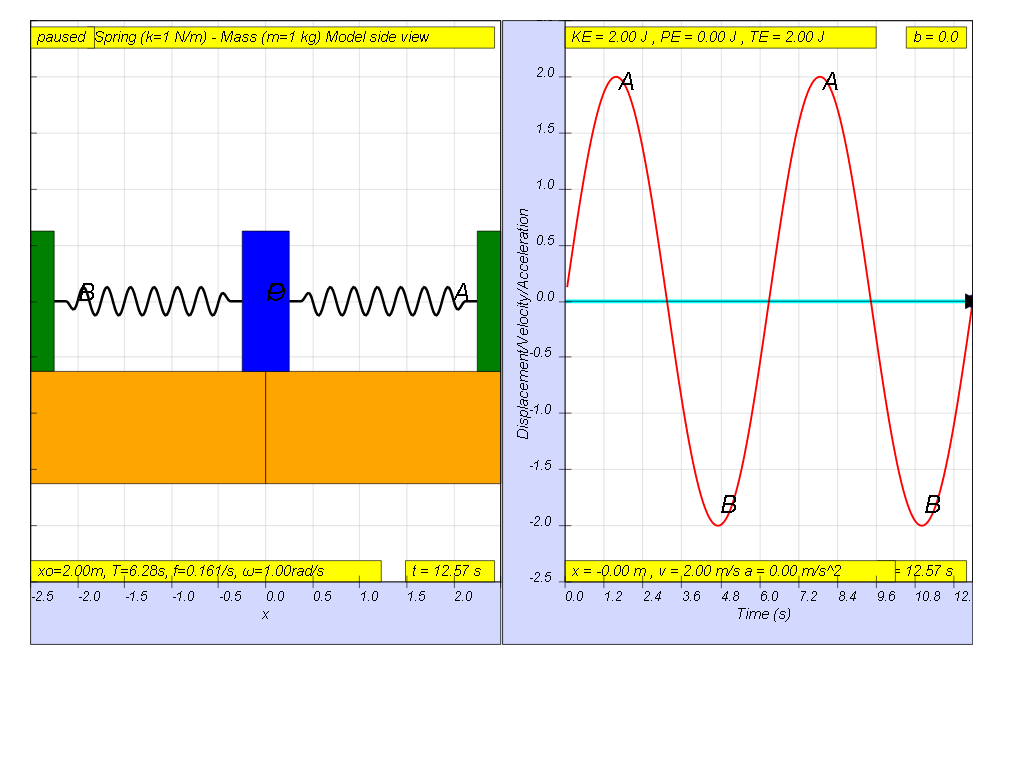 paused Spring (k=1 N/m) - Mass (m=1 kg) Model side view
B
A
xo=2.00m, T=6.28s, f=0.161/s, ω=1.00rad/s
t = 12.57 s
-2.5 -2.0 -1.5 -1.0 -0.5 0.0 0.5 1.0 1.5 2.0
x
KE = 2.00 J , PE = 0.00 J , TE = 2.00 J
b = 0.0
2.0
1.5
1.0
0.5
0.0
-0.5
-1.0
-1.5
-2.0
-2.5
Displacement/Velocity/Acceleration
A
A
B
B
x = -0.00 m , v = 2.00 m/s a = 0.00 m/s^2
= 12.57 s
0.0 1.2 2.4 3.6 4.8 6.0 7.2 8.4 9.6 10.8 12.
Time (s)